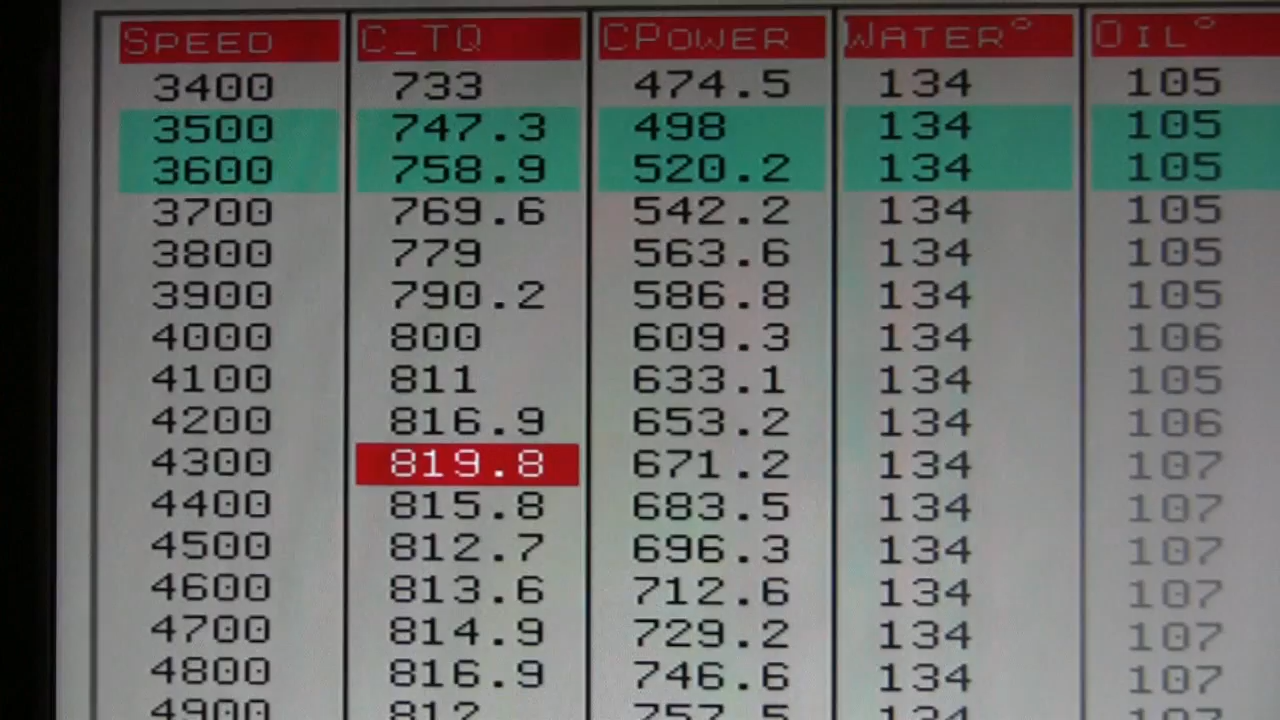 SPEED C_TQ CPOWER WATER° OIL°
3400 733 474.5 134 105
3500 747.3 498 134 105
3600 758.9 520.2 134 105
3700 769.6 542.2 134 105
3800 779 563.6 134 105
3900 790.2 586.8 134 105
4000 800 609.3 134 106
4100 811 633.1 134 105
4200 816.9 653.2 134 106
4300 819.8 671.2 134 107
4400 815.8 683.5 134 107
4500 812.7 696.3 134 107
4600 813.6 712.6 134 107
4700 814.9 729.2 134 107
4800 816.9 746.6 134 107
4900 812 757.5 134 107